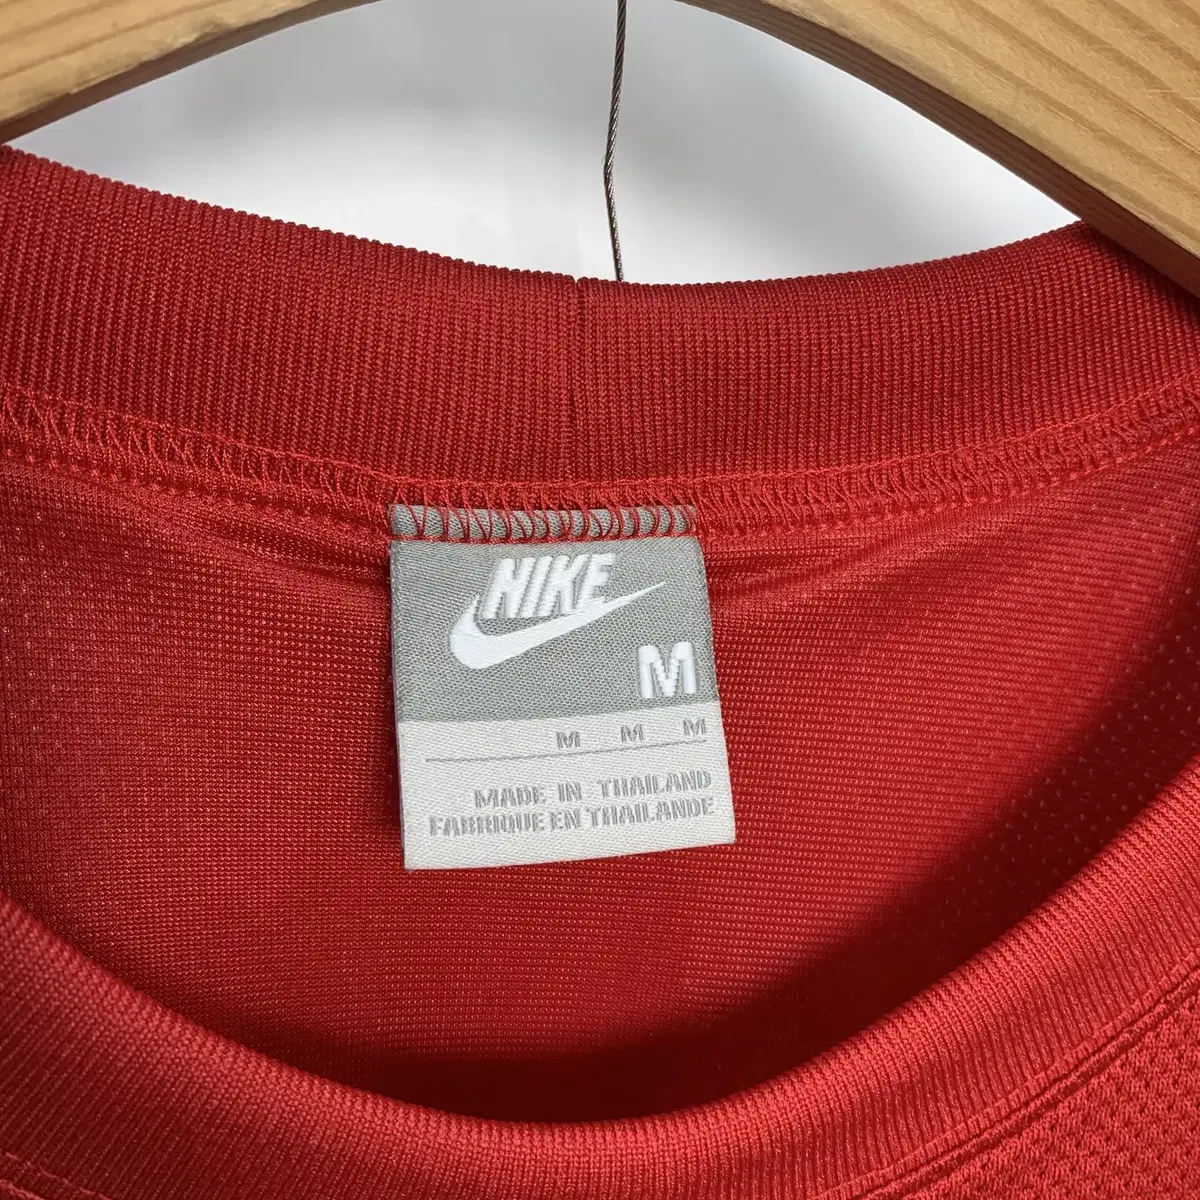 NIKE
M
M M M
MADE IN THAILAND
FABRIQUE EN THAILANDE